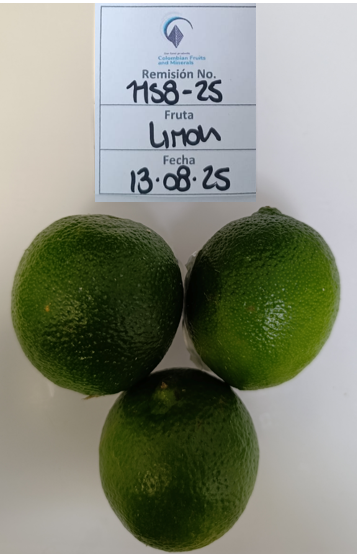 Colombian Fruits
and Minerals
Remisión No.
1158-25
Fruta
Limon
Fecha
13.08.25